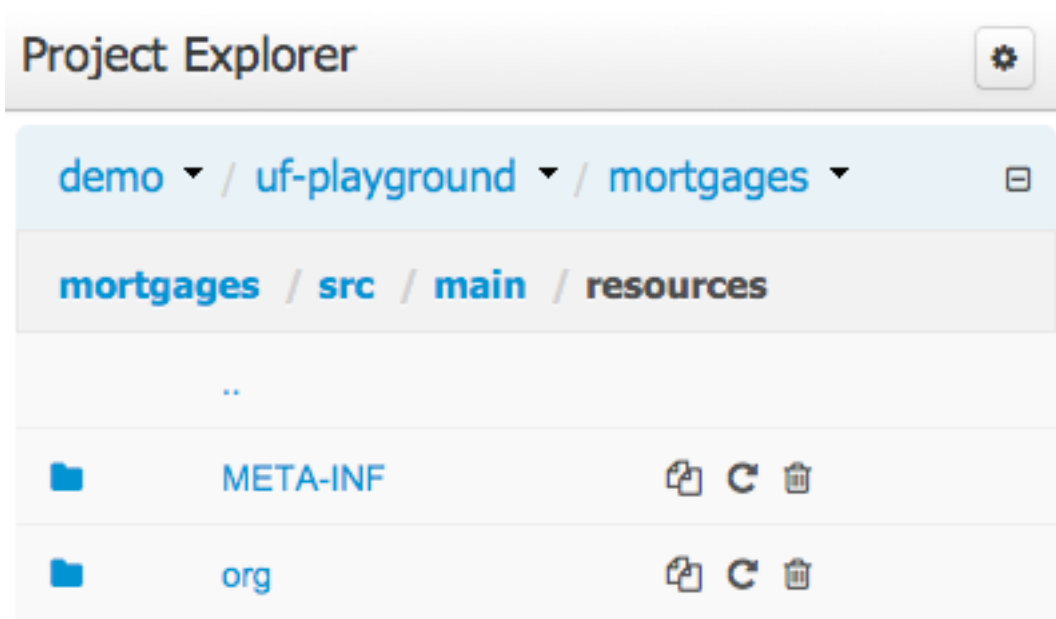 Project Explorer
demo / uf-playground / mortgages
mortgages / src / main / resources
..
META-INF
org